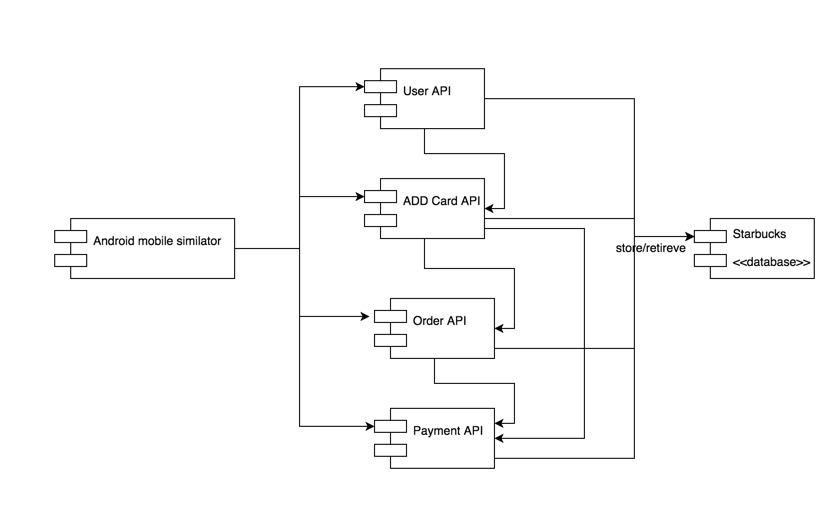 User API
ADD Card API
Android mobile similator
Starbucks
store/retireve
<<database>>
Order API
Payment API